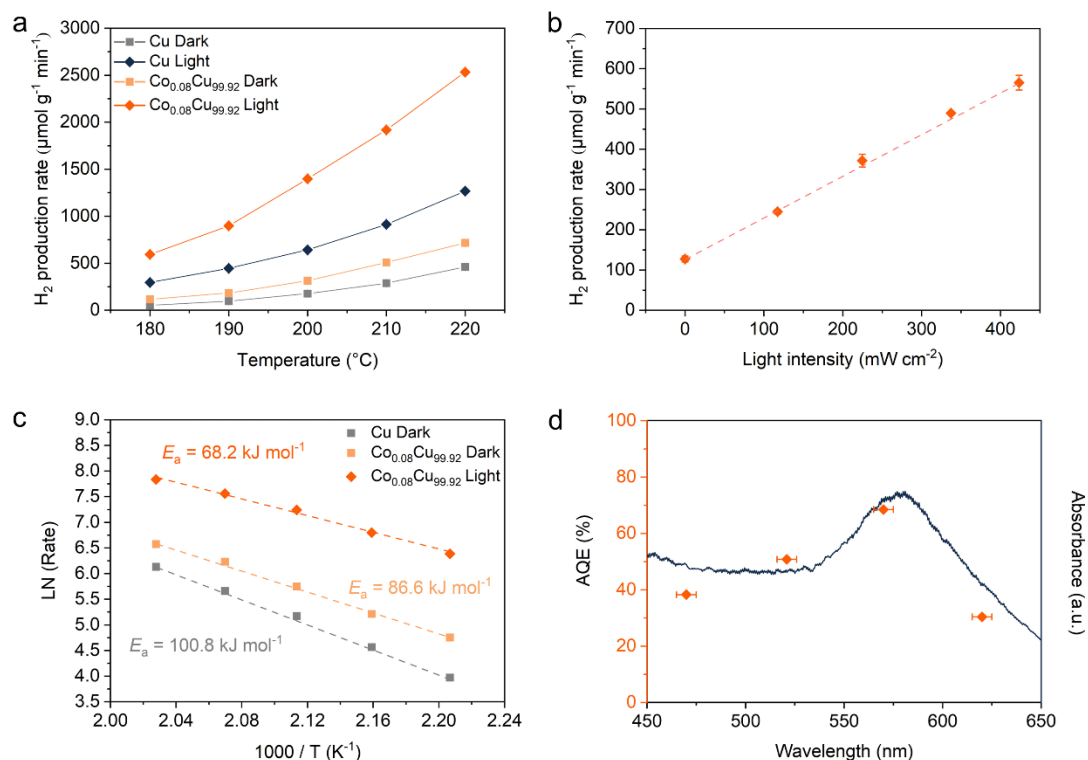 a
H₂ production rate (μmol g⁻¹ min⁻¹)
3000
2500
2000
1500
1000
500
0
Cu Dark
Cu Light
Co₀.₀₈Cu₉₉.₉₂ Dark
Co₀.₀₈Cu₉₉.₉₂ Light
180 190 200 210 220
Temperature (°C)
b
H₂ production rate (μmol g⁻¹ min⁻¹)
700
600
500
400
300
200
100
0
0 100 200 300 400
Light intensity (mW cm⁻²)
c
LN (Rate)
9.0
8.5
8.0
7.5
7.0
6.5
6.0
5.5
5.0
4.5
4.0
3.5
Cu Dark
Co₀.₀₈Cu₉₉.₉₂ Dark
Co₀.₀₈Cu₉₉.₉₂ Light
Eₐ = 68.2 kJ mol⁻¹
Eₐ = 86.6 kJ mol⁻¹
Eₐ = 100.8 kJ mol⁻¹
2.00 2.04 2.08 2.12 2.16 2.20 2.24
1000 / T (K⁻¹)
d
AQE (%)
100
80
60
40
20
0
450 500 550 600 650
Wavelength (nm)
Absorbance (a.u.)